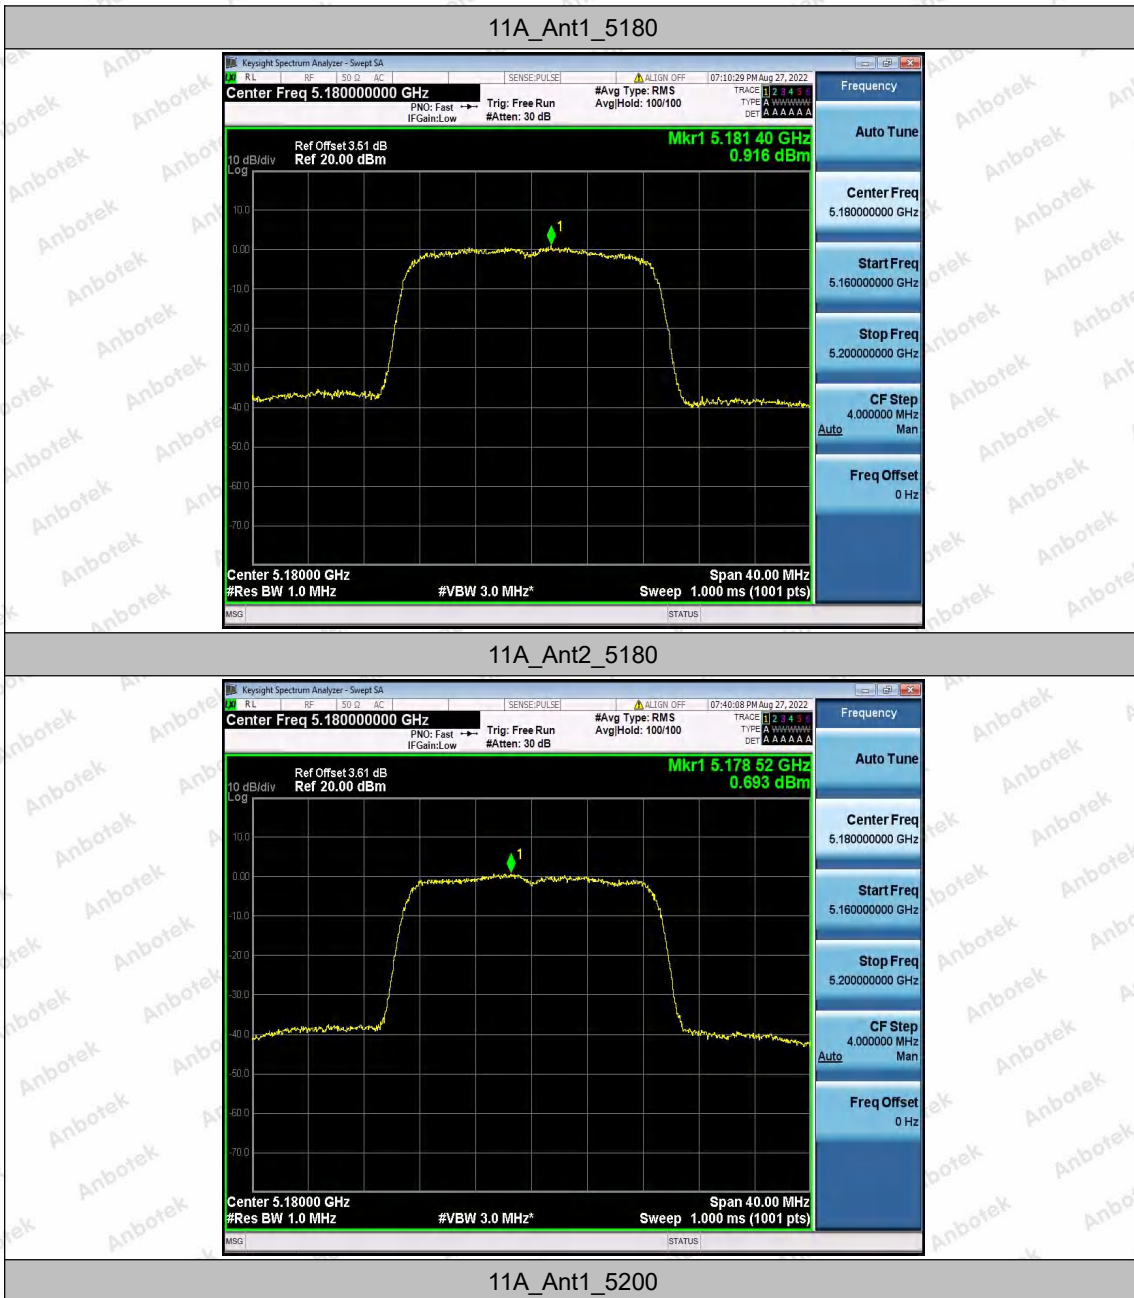 11A_Ant1_5180
Keysight Spectrum Analyzer - Swept SA
LXI RL RF 50 Ω AC SENSE:PULSE ALIGN OFF 07:10:29 PM Aug 27, 2022
Center Freq 5.180000000 GHz
PNO: Fast
IFGain:Low
Trig: Free Run
#Atten: 30 dB
#Avg Type: RMS
Avg|Hold: 100/100
TRACE 1 2 3 4 5 6
TYPE A WWWWW
DET A A A A A A
Frequency
Mkr1 5.181 40 GHz
0.916 dBm
Ref Offset 3.51 dB
10 dB/div Ref 20.00 dBm
Log
1
10.0
0.00
-10.0
-20.0
-30.0
-40.0
-50.0
-60.0
-70.0
Center 5.18000 GHz Span 40.00 MHz
#Res BW 1.0 MHz #VBW 3.0 MHz* Sweep 1.000 ms (1001 pts)
MSG STATUS
Auto Tune
Center Freq
5.180000000 GHz
Start Freq
5.160000000 GHz
Stop Freq
5.200000000 GHz
CF Step
4.000000 MHz
Auto Man
Freq Offset
0 Hz
11A_Ant2_5180
Keysight Spectrum Analyzer - Swept SA
LXI RL RF 50 Ω AC SENSE:PULSE ALIGN OFF 07:40:08 PM Aug 27, 2022
Center Freq 5.180000000 GHz
PNO: Fast
IFGain:Low
Trig: Free Run
#Atten: 30 dB
#Avg Type: RMS
Avg|Hold: 100/100
TRACE 1 2 3 4 5 6
TYPE A WWWWW
DET A A A A A A
Frequency
Mkr1 5.178 52 GHz
0.693 dBm
Ref Offset 3.61 dB
10 dB/div Ref 20.00 dBm
Log
1
10.0
0.00
-10.0
-20.0
-30.0
-40.0
-50.0
-60.0
-70.0
Center 5.18000 GHz Span 40.00 MHz
#Res BW 1.0 MHz #VBW 3.0 MHz* Sweep 1.000 ms (1001 pts)
MSG STATUS
Auto Tune
Center Freq
5.180000000 GHz
Start Freq
5.160000000 GHz
Stop Freq
5.200000000 GHz
CF Step
4.000000 MHz
Auto Man
Freq Offset
0 Hz
11A_Ant1_5200
Anbotek